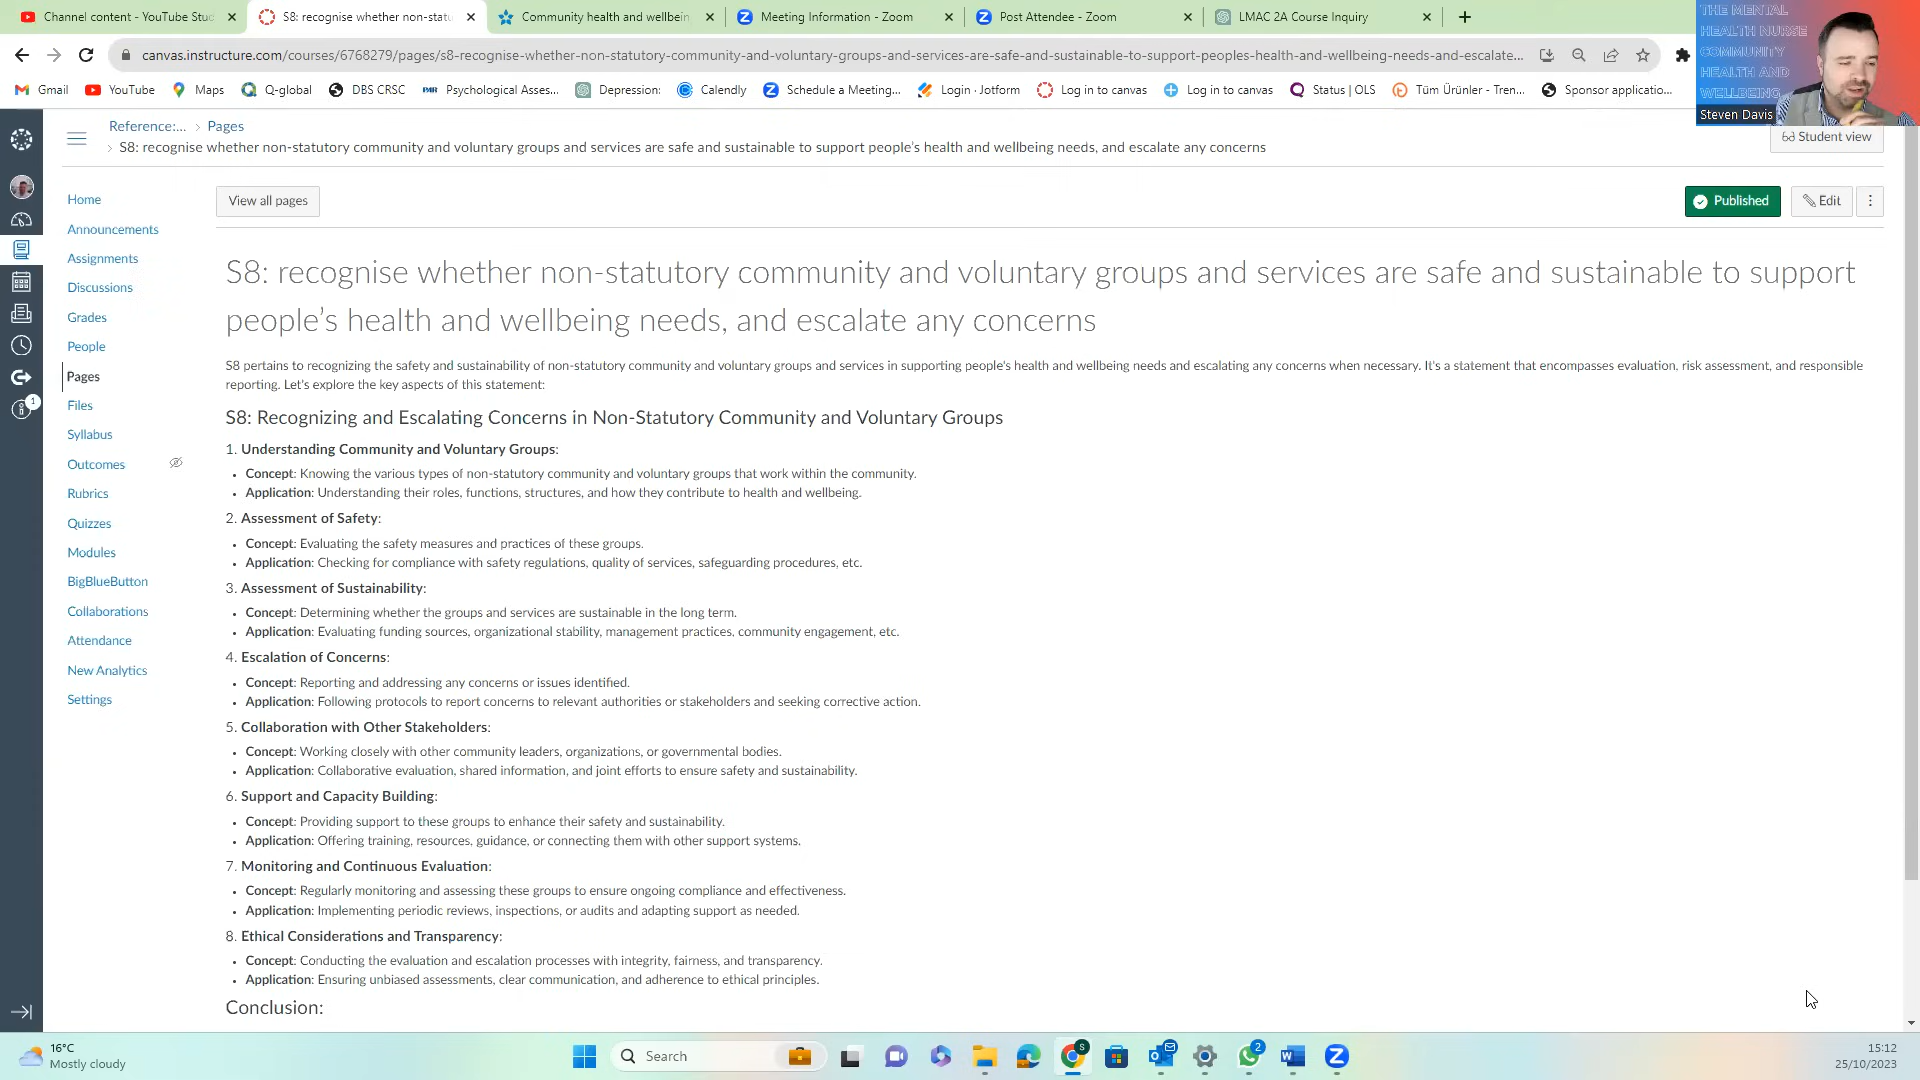 Channel content - YouTube Stud
S8: recognise whether non-statu
Community health and wellbein
Meeting Information - Zoom
Post Attendee - Zoom
LMAC 2A Course Inquiry
canvas.instructure.com/courses/6768279/pages/s8-recognise-whether-non-statutory-community-and-voluntary-groups-and-services-are-safe-and-sustainable-to-support-peoples-health-and-wellbeing-needs-and-escalate...
Gmail
YouTube
Maps
Q-global
DBS CRSC
Psychological Asses...
Depression:
Calendly
Schedule a Meeting...
Login · Jotform
Log in to canvas
Log in to canvas
Status | OLS
Tüm Ürünler - Tren...
Sponsor applicatio...
THE MENTAL
HEALTH NURSE
COMMUNITY
HEALTH AND
WELLBEING
Steven Davis
Reference:... > Pages
> S8: recognise whether non-statutory community and voluntary groups and services are safe and sustainable to support people's health and wellbeing needs, and escalate any concerns
Student view
Home
Announcements
Assignments
Discussions
Grades
People
Pages
Files
Syllabus
Outcomes
Rubrics
Quizzes
Modules
BigBlueButton
Collaborations
Attendance
New Analytics
Settings
1
View all pages
Published
Edit
S8: recognise whether non-statutory community and voluntary groups and services are safe and sustainable to support
people's health and wellbeing needs, and escalate any concerns
S8 pertains to recognizing the safety and sustainability of non-statutory community and voluntary groups and services in supporting people's health and wellbeing needs and escalating any concerns when necessary. It's a statement that encompasses evaluation, risk assessment, and responsible
reporting. Let's explore the key aspects of this statement:
S8: Recognizing and Escalating Concerns in Non-Statutory Community and Voluntary Groups
1. Understanding Community and Voluntary Groups:
• Concept: Knowing the various types of non-statutory community and voluntary groups that work within the community.
• Application: Understanding their roles, functions, structures, and how they contribute to health and wellbeing.
2. Assessment of Safety:
• Concept: Evaluating the safety measures and practices of these groups.
• Application: Checking for compliance with safety regulations, quality of services, safeguarding procedures, etc.
3. Assessment of Sustainability:
• Concept: Determining whether the groups and services are sustainable in the long term.
• Application: Evaluating funding sources, organizational stability, management practices, community engagement, etc.
4. Escalation of Concerns:
• Concept: Reporting and addressing any concerns or issues identified.
• Application: Following protocols to report concerns to relevant authorities or stakeholders and seeking corrective action.
5. Collaboration with Other Stakeholders:
• Concept: Working closely with other community leaders, organizations, or governmental bodies.
• Application: Collaborative evaluation, shared information, and joint efforts to ensure safety and sustainability.
6. Support and Capacity Building:
• Concept: Providing support to these groups to enhance their safety and sustainability.
• Application: Offering training, resources, guidance, or connecting them with other support systems.
7. Monitoring and Continuous Evaluation:
• Concept: Regularly monitoring and assessing these groups to ensure ongoing compliance and effectiveness.
• Application: Implementing periodic reviews, inspections, or audits and adapting support as needed.
8. Ethical Considerations and Transparency:
• Concept: Conducting the evaluation and escalation processes with integrity, fairness, and transparency.
• Application: Ensuring unbiased assessments, clear communication, and adherence to ethical principles.
Conclusion:
16°C
Mostly cloudy
Search
S
2
15:12
25/10/2023